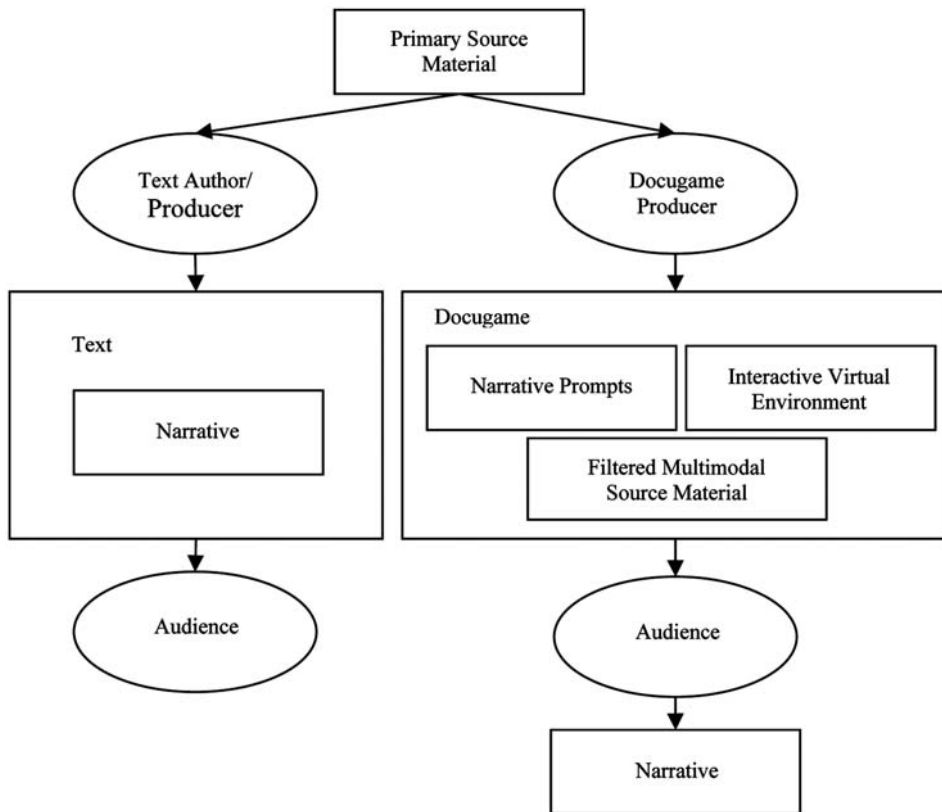 Primary Source
Material
Text Author/
Producer
Docugame
Producer
Text
Narrative
Docugame
Narrative Prompts
Interactive Virtual
Environment
Filtered Multimodal
Source Material
Audience
Audience
Narrative